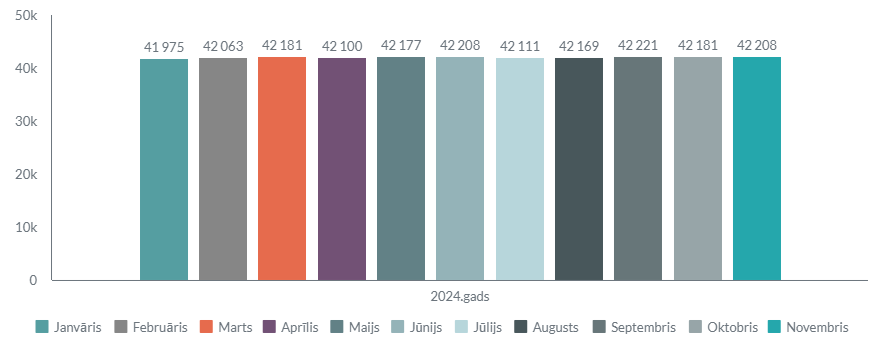 50k
41 975 42 063 42 181 42 100 42 177 42 208 42 111 42 169 42 221 42 181 42 208
40k
30k
20k
10k
0
2024.gads
Janvāris Februāris Marts Aprīlis Maijs Jūnijs Jūlijs Augusts Septembris Oktobris Novembris